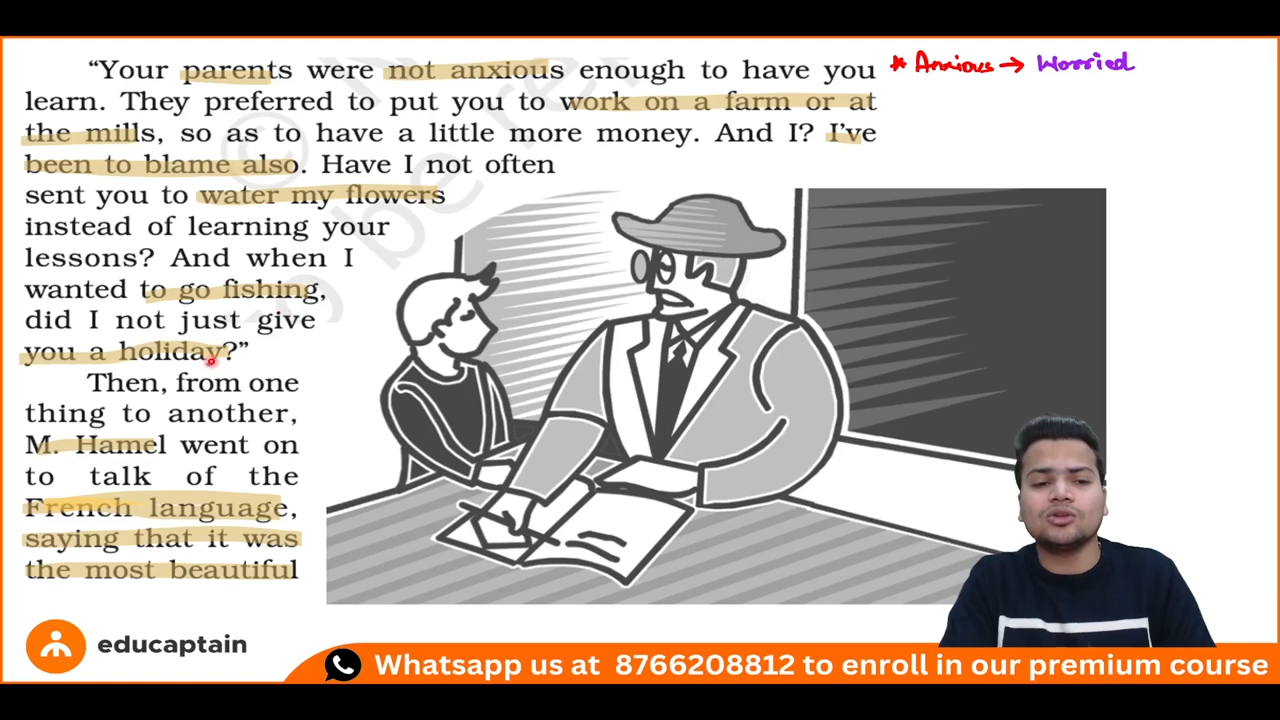 “Your parents were not anxious enough to have you
learn. They preferred to put you to work on a farm or at
the mills, so as to have a little more money. And I? I’ve
been to blame also. Have I not often
sent you to water my flowers
instead of learning your
lessons? And when I
wanted to go fishing,
did I not just give
you a holiday?”
Then, from one
thing to another,
M. Hamel went on
to talk of the
French language,
saying that it was
the most beautiful
* Anxious → Worried
educaptain
Whatsapp us at 8766208812 to enroll in our premium course